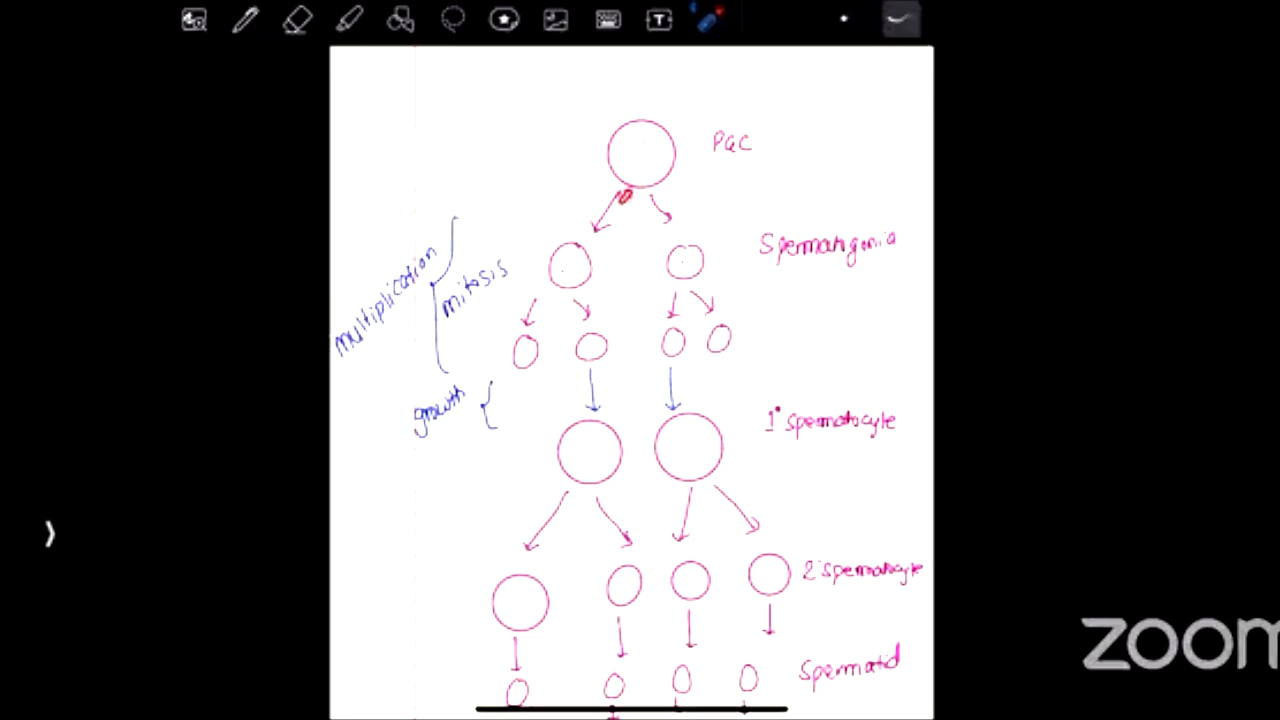 PGC
Spermatogonia
multiplication
mitosis
growth
1° spermatocyte
2° spermatocyte
Spermatid
zoom